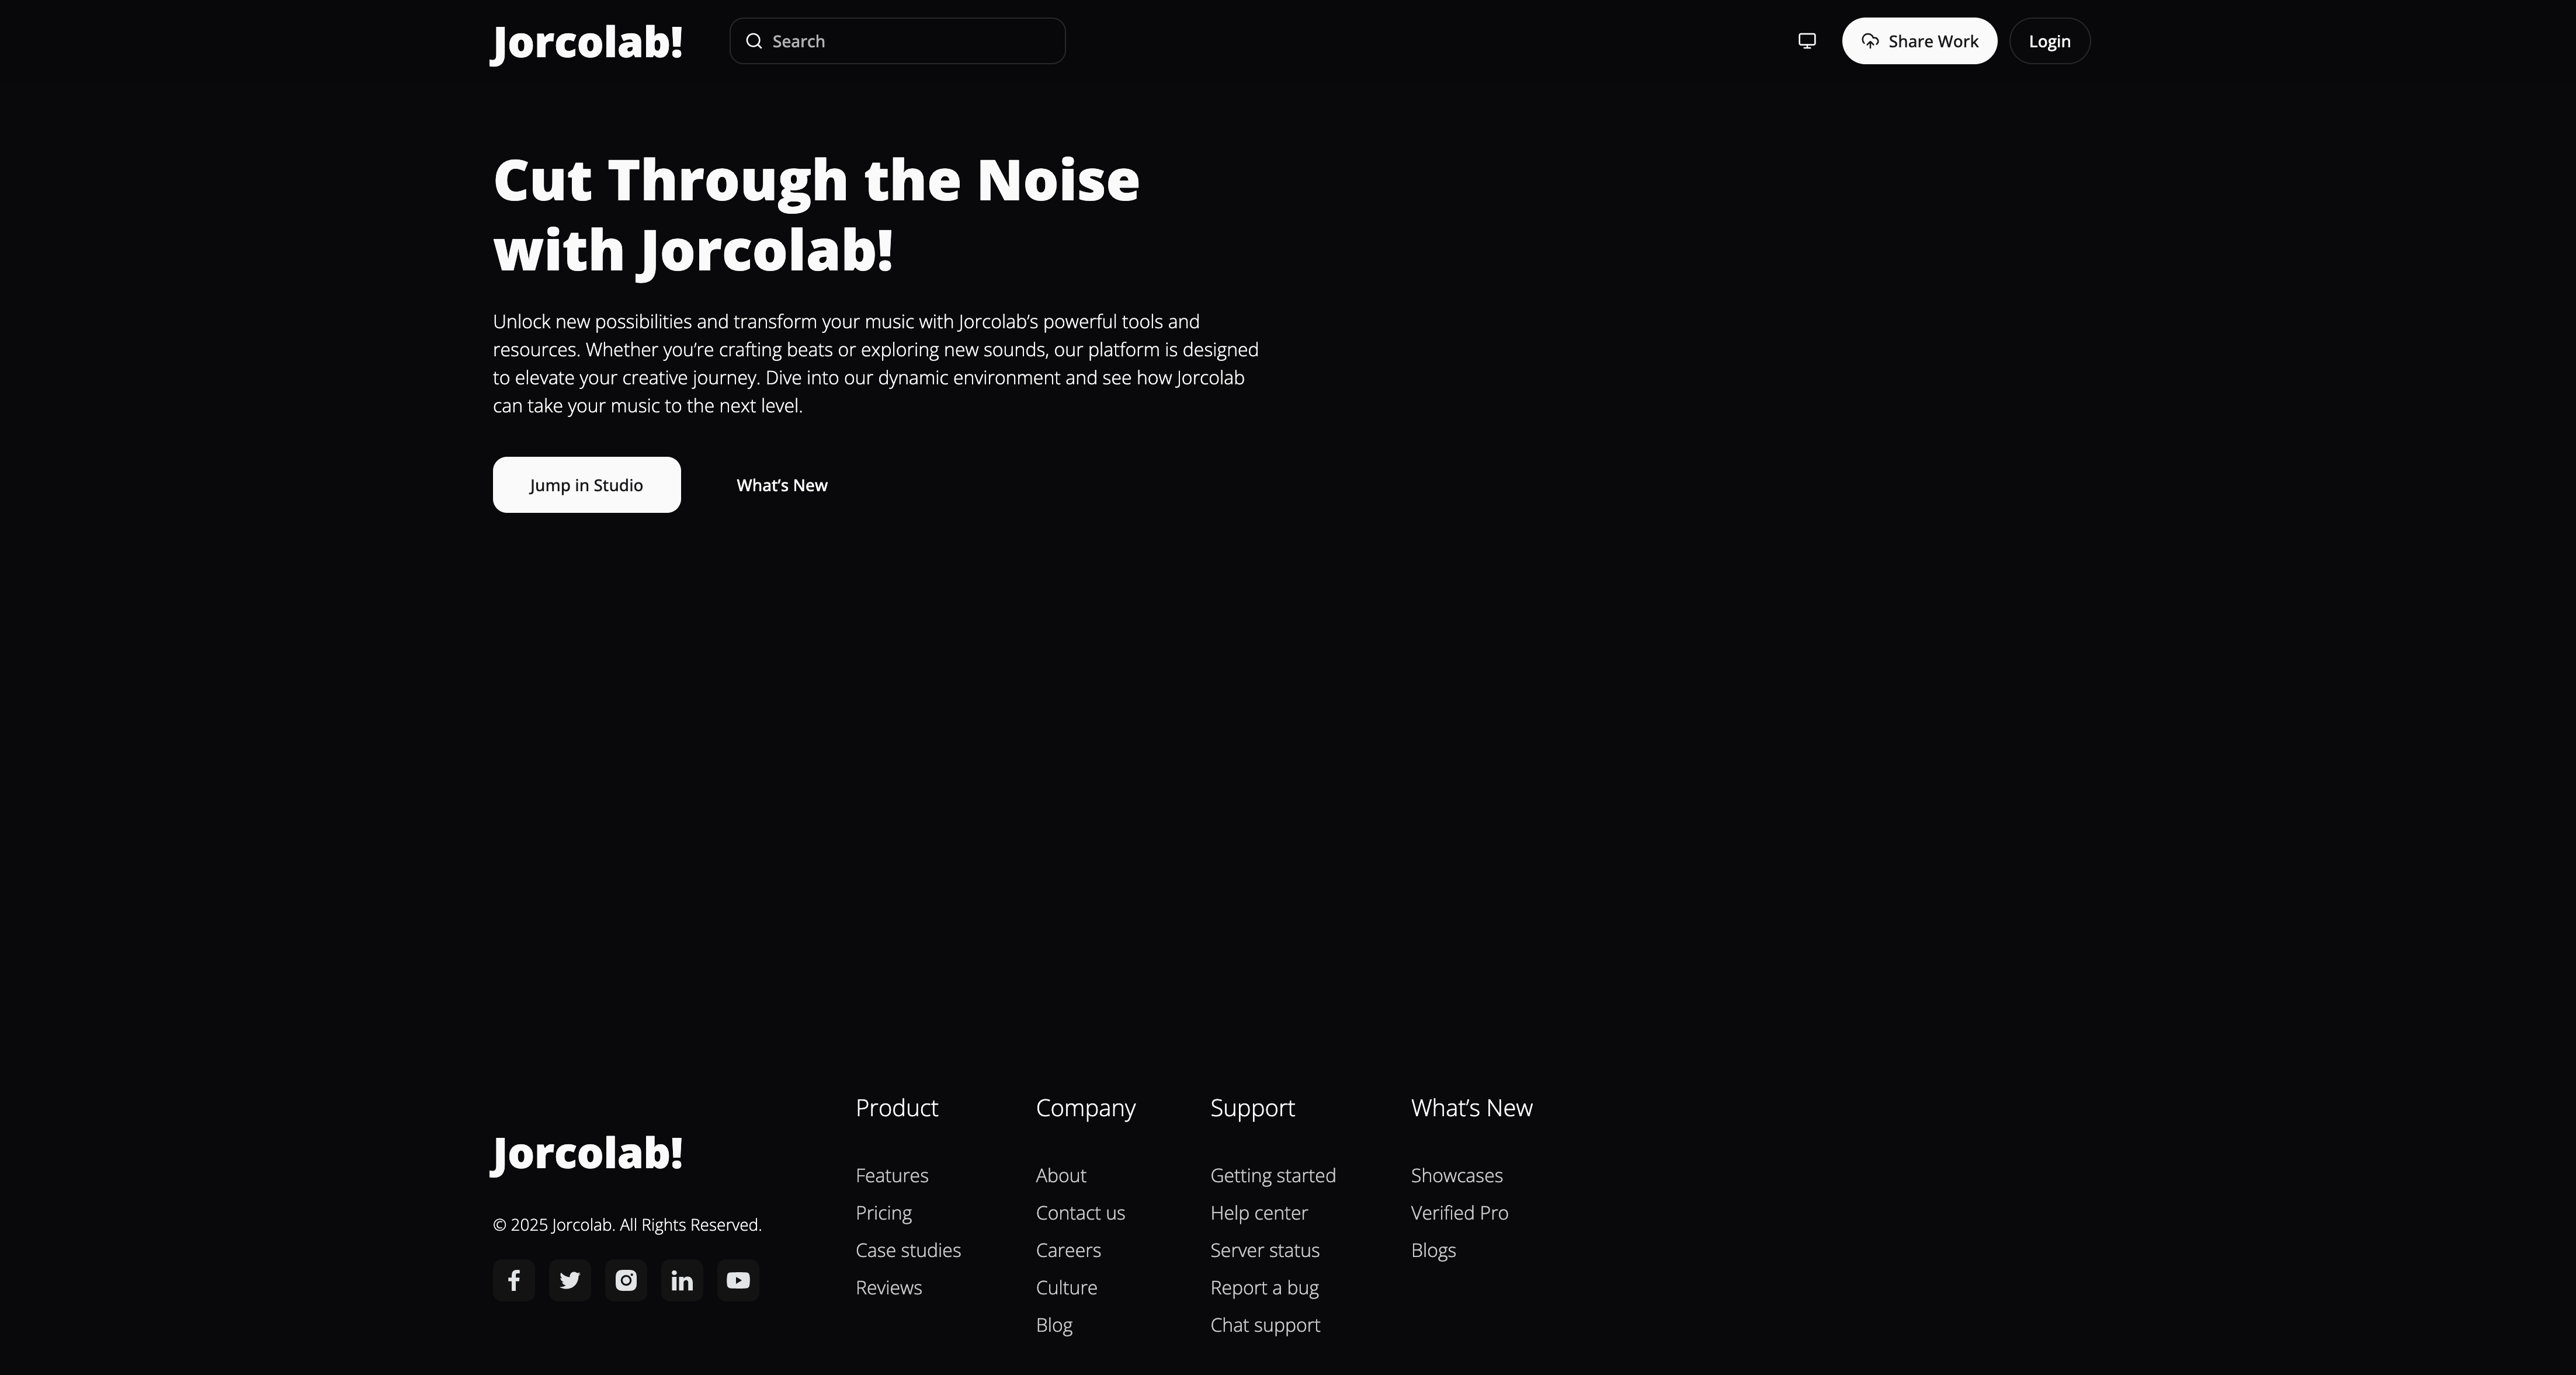 Jorcolab!
Search
Share Work
Login
Cut Through the Noise
with Jorcolab!
Unlock new possibilities and transform your music with Jorcolab’s powerful tools and
resources. Whether you’re crafting beats or exploring new sounds, our platform is designed
to elevate your creative journey. Dive into our dynamic environment and see how Jorcolab
can take your music to the next level.
Jump in Studio
What’s New
Jorcolab!
© 2025 Jorcolab. All Rights Reserved.
Product
Features
Pricing
Case studies
Reviews
Company
About
Contact us
Careers
Culture
Blog
Support
Getting started
Help center
Server status
Report a bug
Chat support
What’s New
Showcases
Verified Pro
Blogs